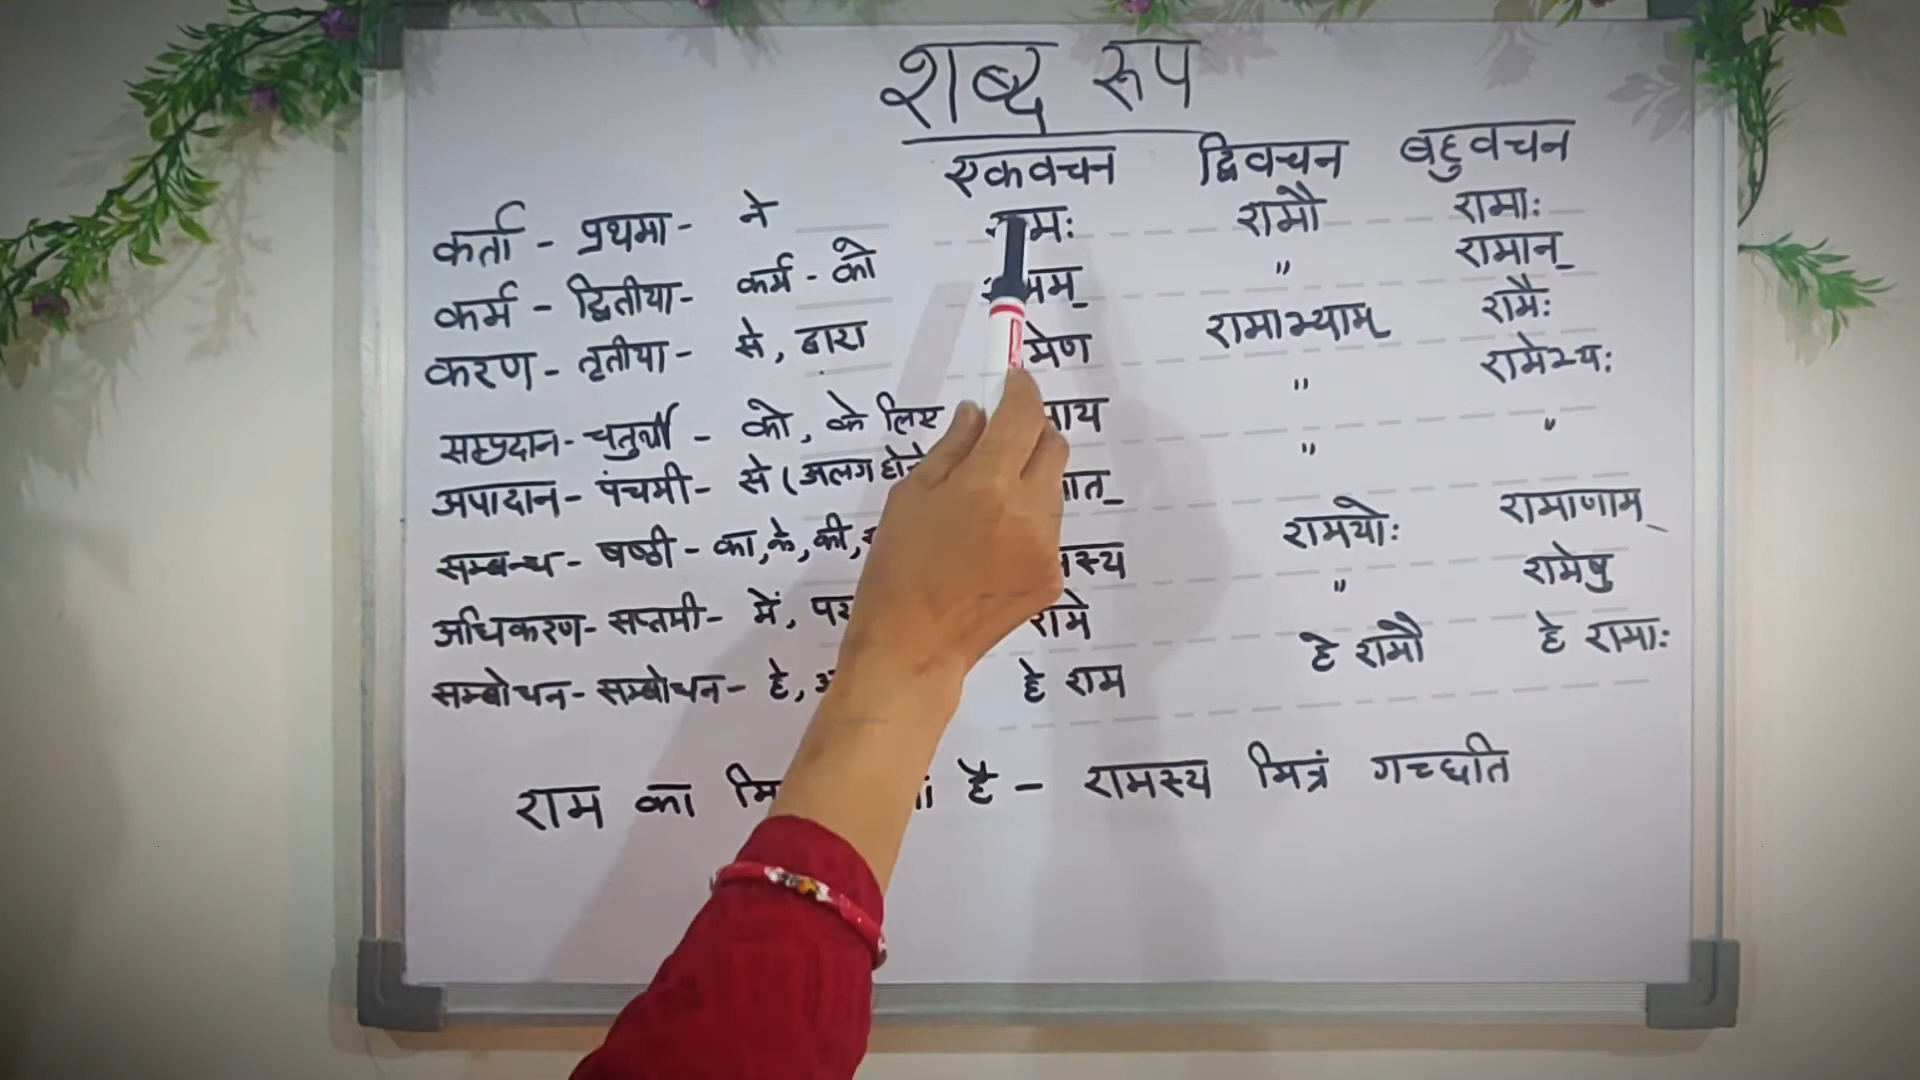 शब्द रूप
एकवचन द्विवचन बहुवचन
कर्ता - प्रथमा - ने रामः रामौ रामाः
कर्म - द्वितीया - कर्म - को " रामान्
करण - तृतीया - से, द्वारा रामाभ्याम् रामैः
सम्प्रदान - चतुर्थी - को, के लिए " रामेभ्यः
अपादान - पंचमी - से (अलग " "
सम्बन्ध - षष्ठी - का, के, की, रामयोः रामाणाम्
अधिकरण - सप्तमी - में, पर रामे " रामेषु
सम्बोधन - सम्बोधन - हे, हे राम हे रामौ हे रामाः
राम का है - रामस्य मित्रं गच्छति